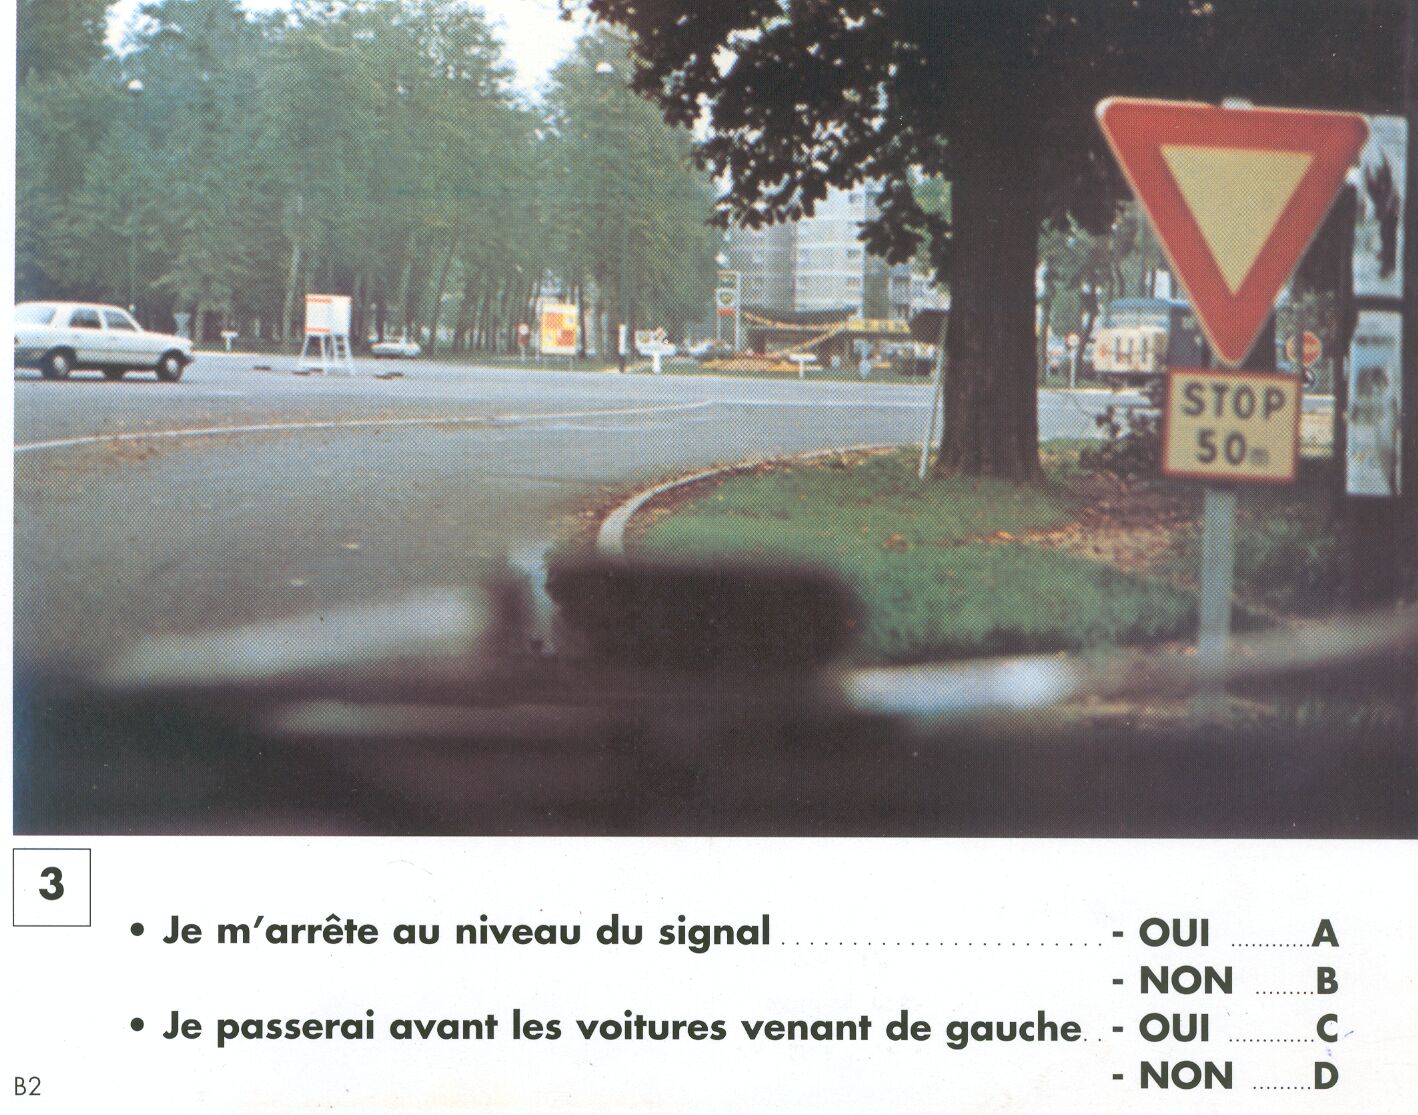 STOP
50m
3
• Je m'arrête au niveau du signal ........................ - OUI ............A
- NON .........B
• Je passerai avant les voitures venant de gauche.. - OUI .............C
- NON .........D
B2